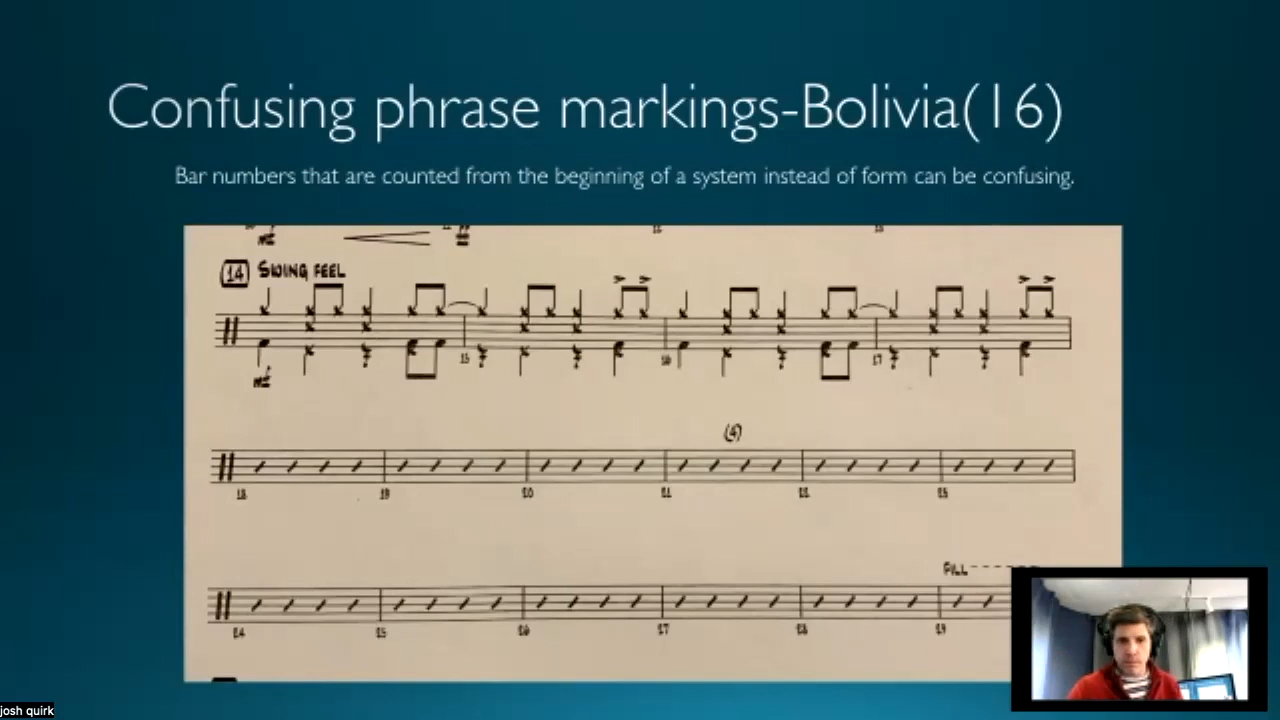 Confusing phrase markings-Bolivia(16)
Bar numbers that are counted from the beginning of a system instead of form can be confusing.
14 SWING FEEL
15 16 17
mf
(4)
18 19 20 21 22 23
FILL
24 25 26 27 28 29
josh quirk